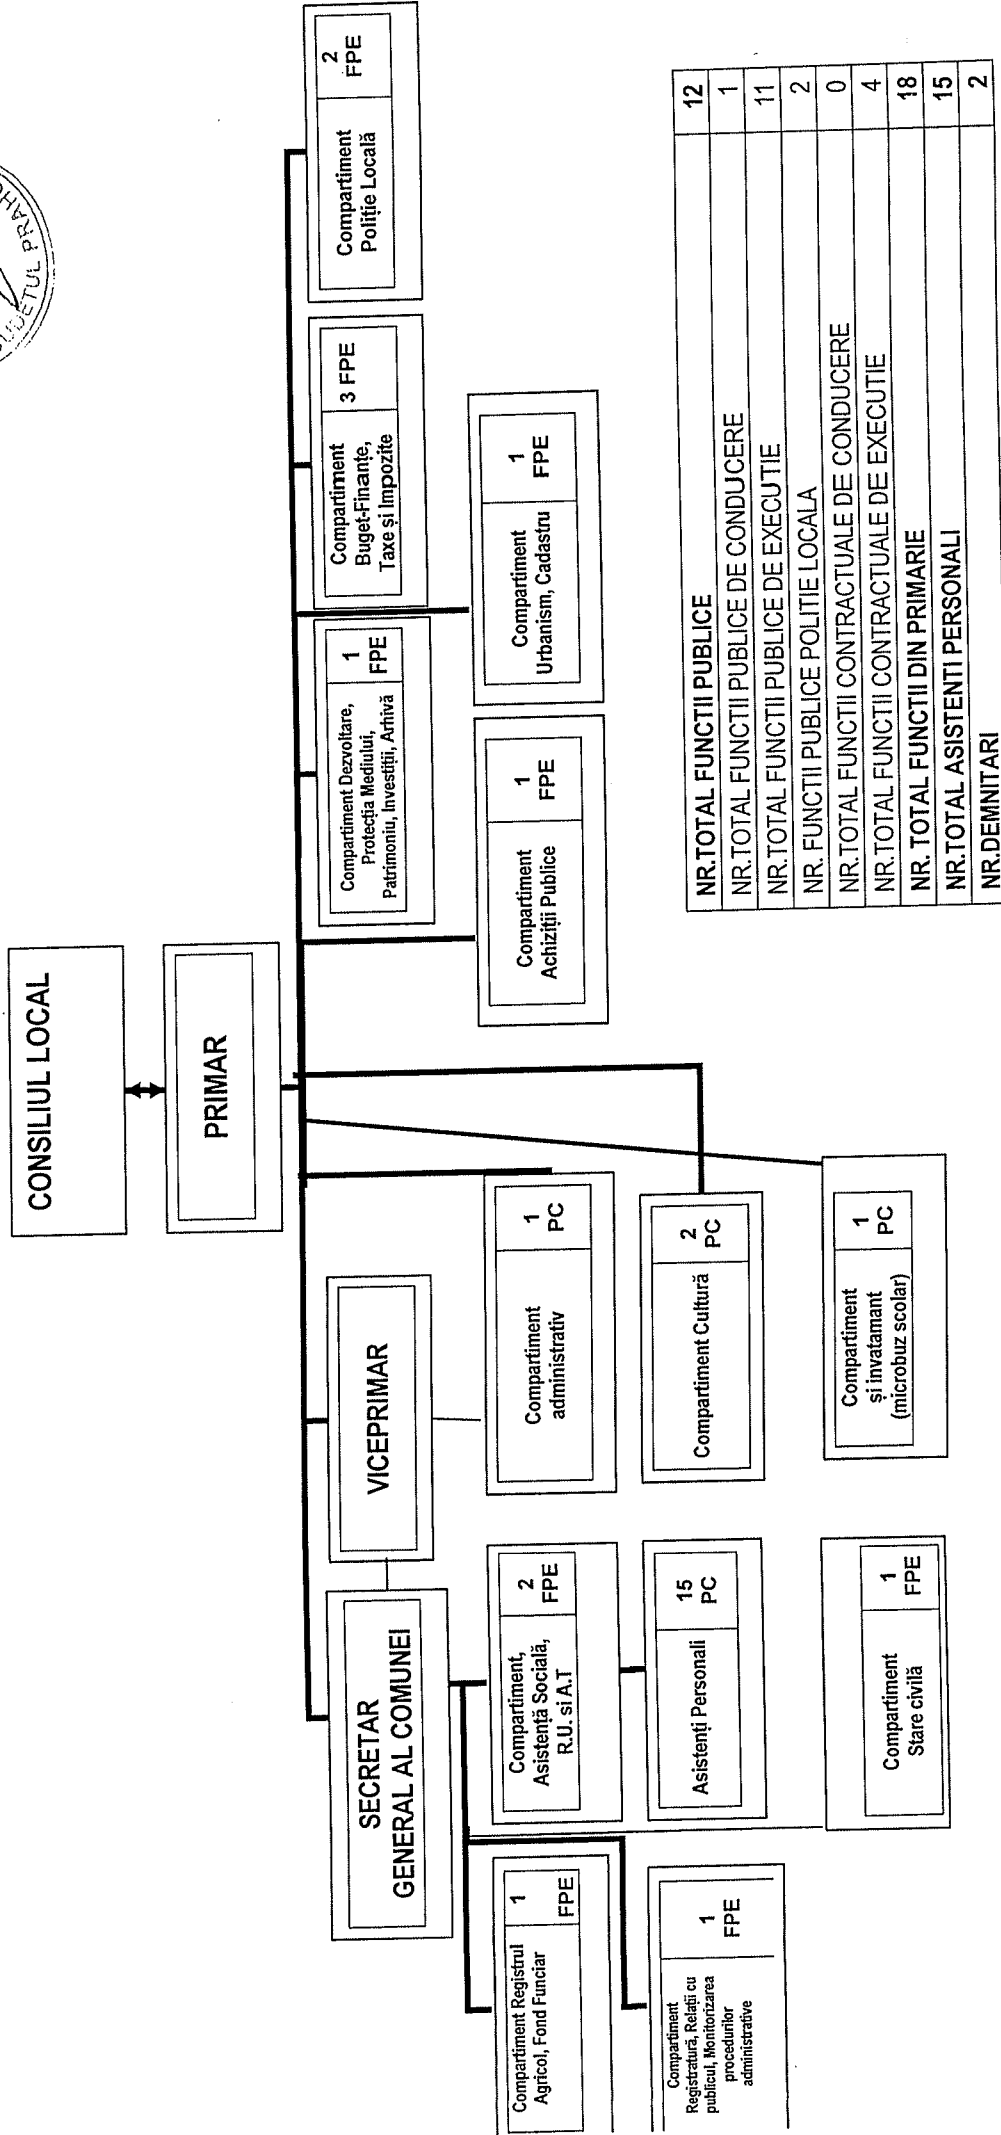 JUDETUL PRAHO
CONSILIUL LOCAL
PRIMAR
SECRETAR
GENERAL AL COMUNEI
VICEPRIMAR
Compartiment Dezvoltare,
Protecția Mediului,
Patrimoniu, Investiții, Arhivă
1
FPE
Compartiment
Buget-Finanțe,
Taxe și Impozite
3 FPE
Compartiment
Poliție Locală
2
FPE
Compartiment Registrul
Agricol, Fond Funciar
1
FPE
Compartiment,
Asistență Socială,
R.U. si A.T
2
FPE
Compartiment
administrativ
1
PC
Compartiment
Achiziții Publice
1
FPE
Compartiment
Urbanism, Cadastru
1
FPE
Compartiment
Registratură, Relații cu
publicul, Monitorizarea
procedurilor
administrative
1
FPE
Asistenți Personali
15
PC
Compartiment Cultură
2
PC
Compartiment
Stare civilă
1
FPE
Compartiment
și invatamant
(microbuz scolar)
1
PC
NR.TOTAL FUNCTII PUBLICE 12
NR.TOTAL FUNCTII PUBLICE DE CONDUCERE 1
NR.TOTAL FUNCTII PUBLICE DE EXECUTIE 11
NR. FUNCTII PUBLICE POLITIE LOCALA 2
NR.TOTAL FUNCTII CONTRACTUALE DE CONDUCERE 0
NR.TOTAL FUNCTII CONTRACTUALE DE EXECUTIE 4
NR. TOTAL FUNCTII DIN PRIMARIE 18
NR.TOTAL ASISTENTI PERSONALI 15
NR.DEMNITARI 2